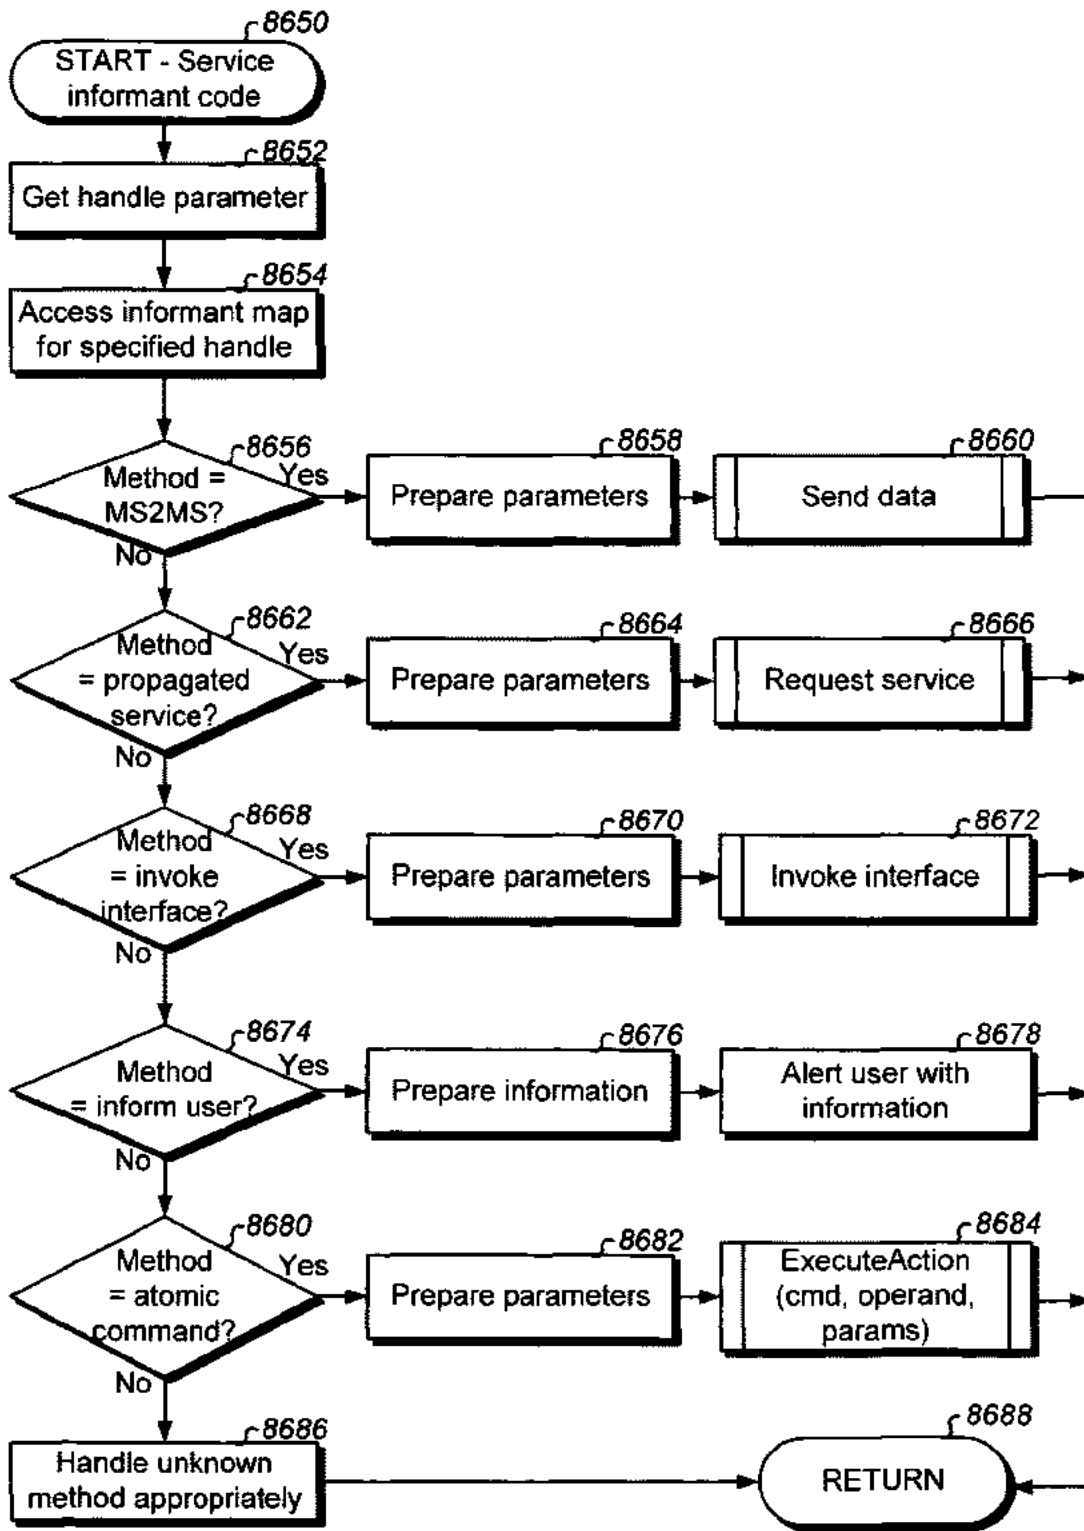 8650
START - Service
informant code
8652
Get handle parameter
8654
Access informant map
for specified handle
8656
Method =
MS2MS?
Yes
No
8658
Prepare parameters
8660
Send data
8662
Method
= propagated
service?
Yes
No
8664
Prepare parameters
8666
Request service
8668
Method
= invoke
interface?
Yes
No
8670
Prepare parameters
8672
Invoke interface
8674
Method
= inform user?
Yes
No
8676
Prepare information
8678
Alert user with
information
8680
Method
= atomic
command?
Yes
No
8682
Prepare parameters
8684
ExecuteAction
(cmd, operand,
params)
8686
Handle unknown
method appropriately
8688
RETURN